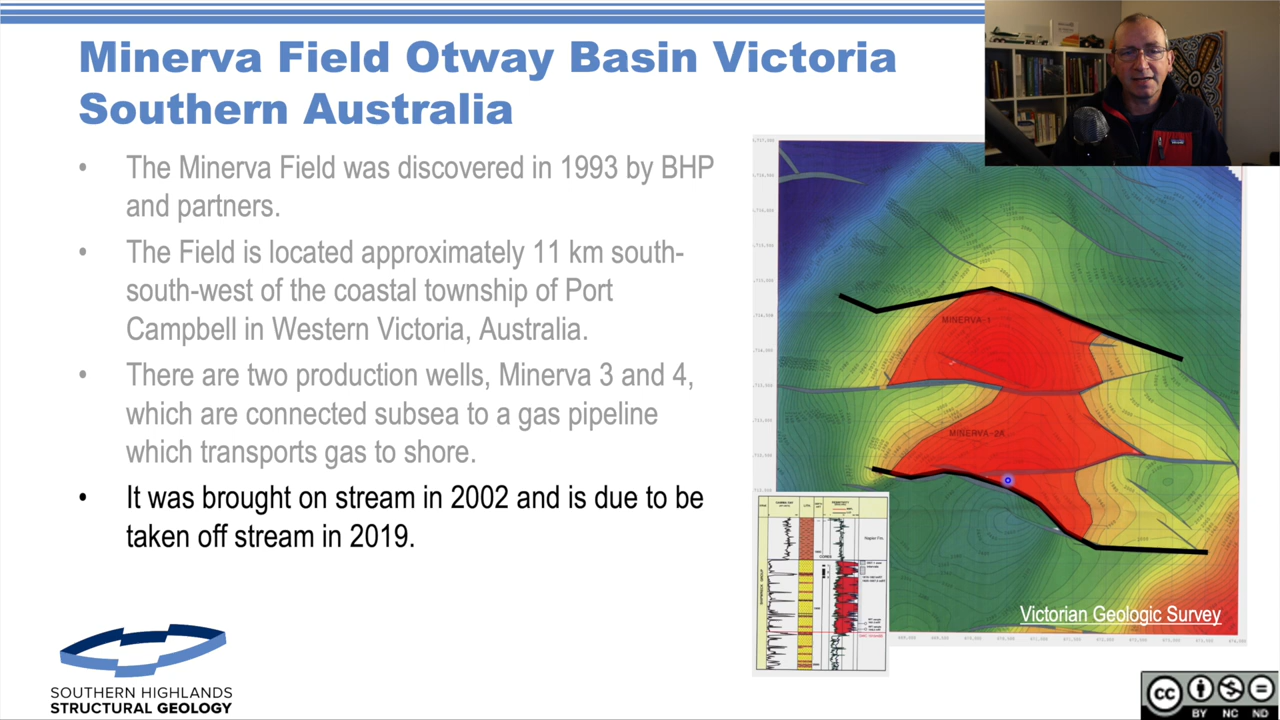 Minerva Field Otway Basin Victoria
Southern Australia
• The Minerva Field was discovered in 1993 by BHP
and partners.
• The Field is located approximately 11 km south-
south-west of the coastal township of Port
Campbell in Western Victoria, Australia.
• There are two production wells, Minerva 3 and 4,
which are connected subsea to a gas pipeline
which transports gas to shore.
• It was brought on stream in 2002 and is due to be
taken off stream in 2019.
MINERVA-1
MINERVA-2A
Victorian Geologic Survey
SOUTHERN HIGHLANDS
STRUCTURAL GEOLOGY
cc
BY NC ND